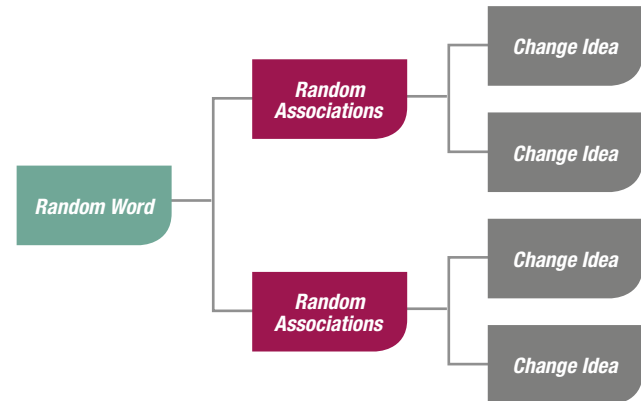 Random Word
Random
Associations
Change Idea
Change Idea
Random
Associations
Change Idea
Change Idea